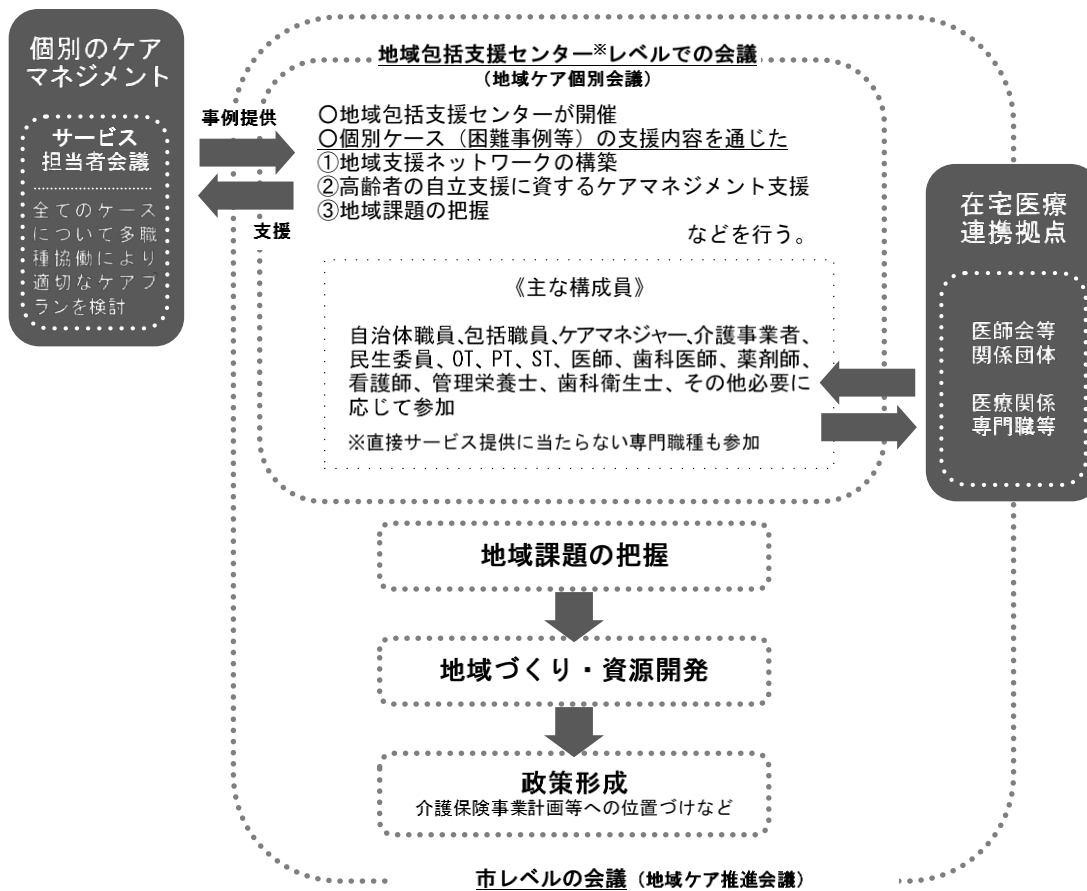 個別のケア
マネジメント
サービス
担当者会議
全てのケース
について多職
種協働により
適切なケアプ
ランを検討
事例提供
支援
地域包括支援センター※レベルでの会議
（地域ケア個別会議）
〇地域包括支援センターが開催
〇個別ケース（困難事例等）の支援内容を通じた
①地域支援ネットワークの構築
②高齢者の自立支援に資するケアマネジメント支援
③地域課題の把握
などを行う。
《主な構成員》
自治体職員、包括職員、ケアマネジャー、介護事業者、
民生委員、OT、PT、ST、医師、歯科医師、薬剤師、
看護師、管理栄養士、歯科衛生士、その他必要に
応じて参加
※直接サービス提供に当たらない専門職種も参加
在宅医療
連携拠点
医師会等
関係団体
医療関係
専門職等
地域課題の把握
地域づくり・資源開発
政策形成
介護保険事業計画等への位置づけなど
市レベルの会議（地域ケア推進会議）